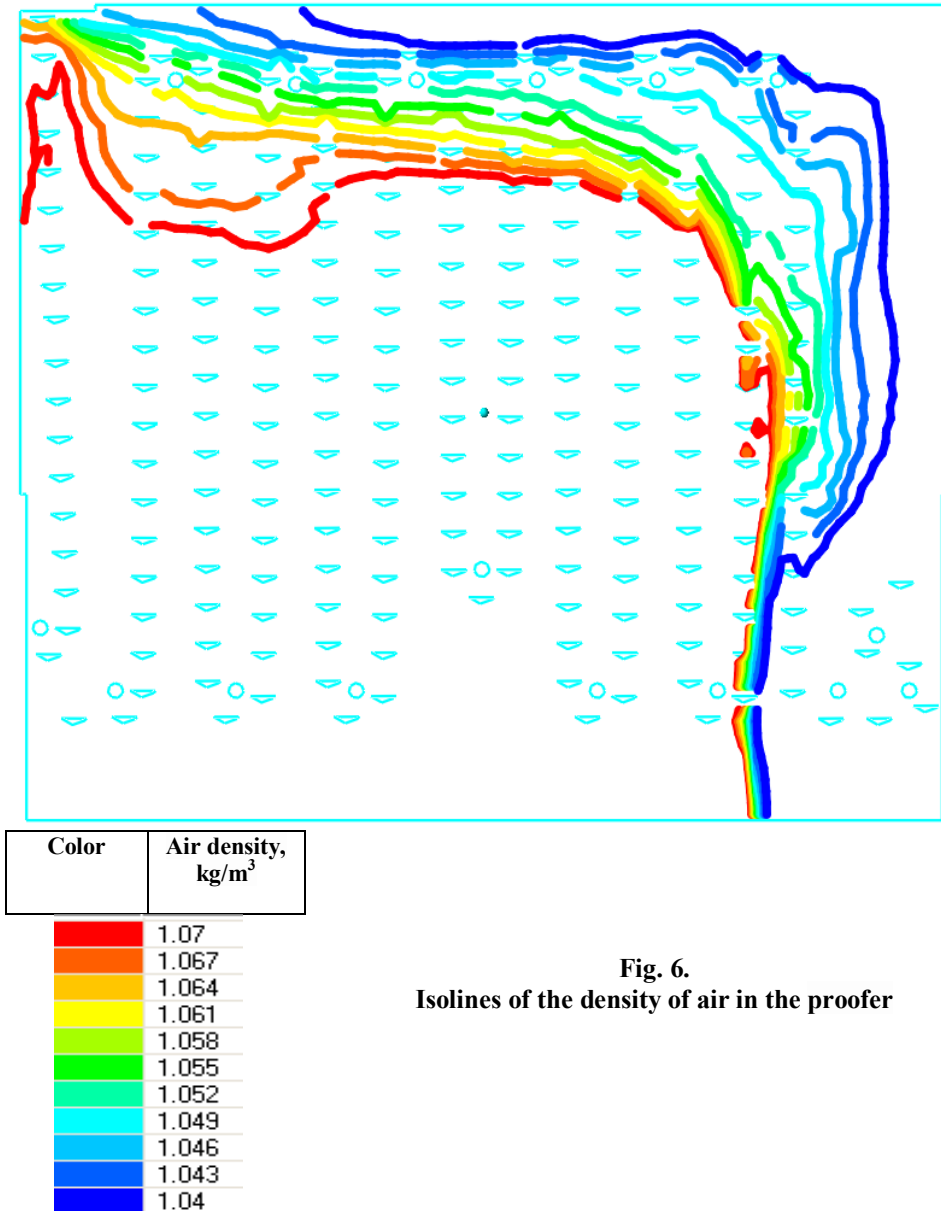 Color Air density,
kg/m³
1.07
1.067
1.064
1.061
1.058
1.055
1.052
1.049
1.046
1.043
1.04
Fig. 6.
Isolines of the density of air in the proofer